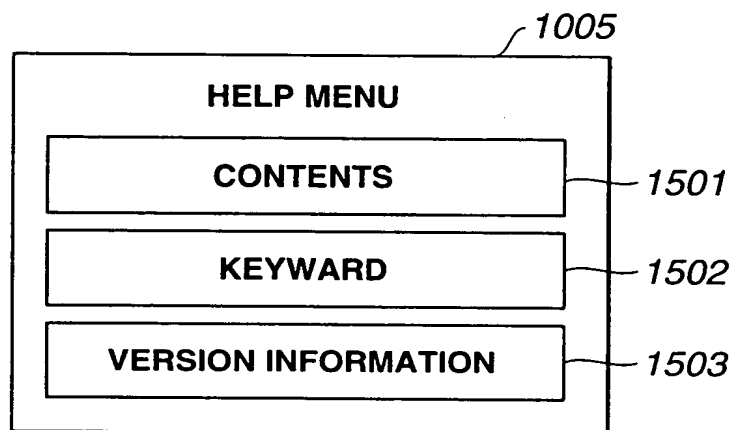 1005
HELP MENU
CONTENTS
1501
KEYWARD
1502
VERSION INFORMATION
1503